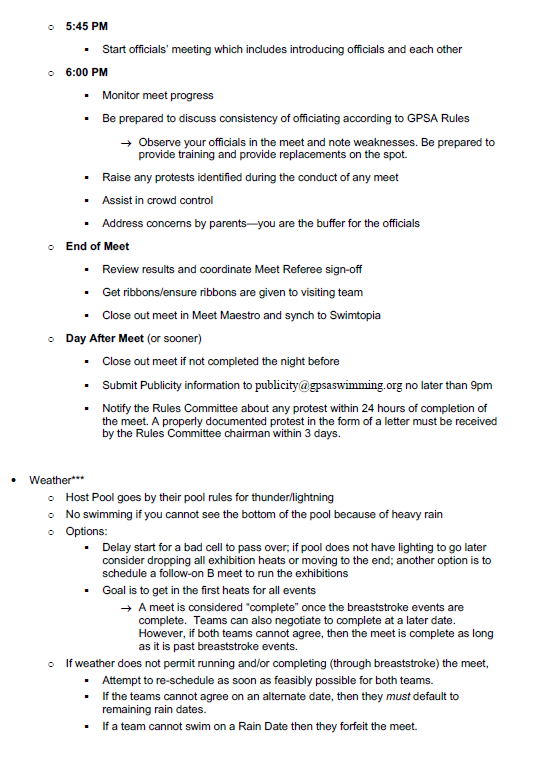 ○ 5:45 PM
▪ Start officials' meeting which includes introducing officials and each other
○ 6:00 PM
▪ Monitor meet progress
▪ Be prepared to discuss consistency of officiating according to GPSA Rules
→ Observe your officials in the meet and note weaknesses. Be prepared to
provide training and provide replacements on the spot.
▪ Raise any protests identified during the conduct of any meet
▪ Assist in crowd control
▪ Address concerns by parents—you are the buffer for the officials
○ End of Meet
▪ Review results and coordinate Meet Referee sign-off
▪ Get ribbons/ensure ribbons are given to visiting team
▪ Close out meet in Meet Maestro and synch to Swimtopia
○ Day After Meet (or sooner)
▪ Close out meet if not completed the night before
▪ Submit Publicity information to publicity@gpsaswimming.org no later than 9pm
▪ Notify the Rules Committee about any protest within 24 hours of completion of
the meet. A properly documented protest in the form of a letter must be received
by the Rules Committee chairman within 3 days.
• Weather***
○ Host Pool goes by their pool rules for thunder/lightning
○ No swimming if you cannot see the bottom of the pool because of heavy rain
○ Options:
▪ Delay start for a bad cell to pass over; if pool does not have lighting to go later
consider dropping all exhibition heats or moving to the end; another option is to
schedule a follow-on B meet to run the exhibitions
▪ Goal is to get in the first heats for all events
→ A meet is considered "complete" once the breaststroke events are
complete. Teams can also negotiate to complete at a later date.
However, if both teams cannot agree, then the meet is complete as long
as it is past breaststroke events.
○ If weather does not permit running and/or completing (through breaststroke) the meet,
▪ Attempt to re-schedule as soon as feasibly possible for both teams.
▪ If the teams cannot agree on an alternate date, then they must default to
remaining rain dates.
▪ If a team cannot swim on a Rain Date then they forfeit the meet.